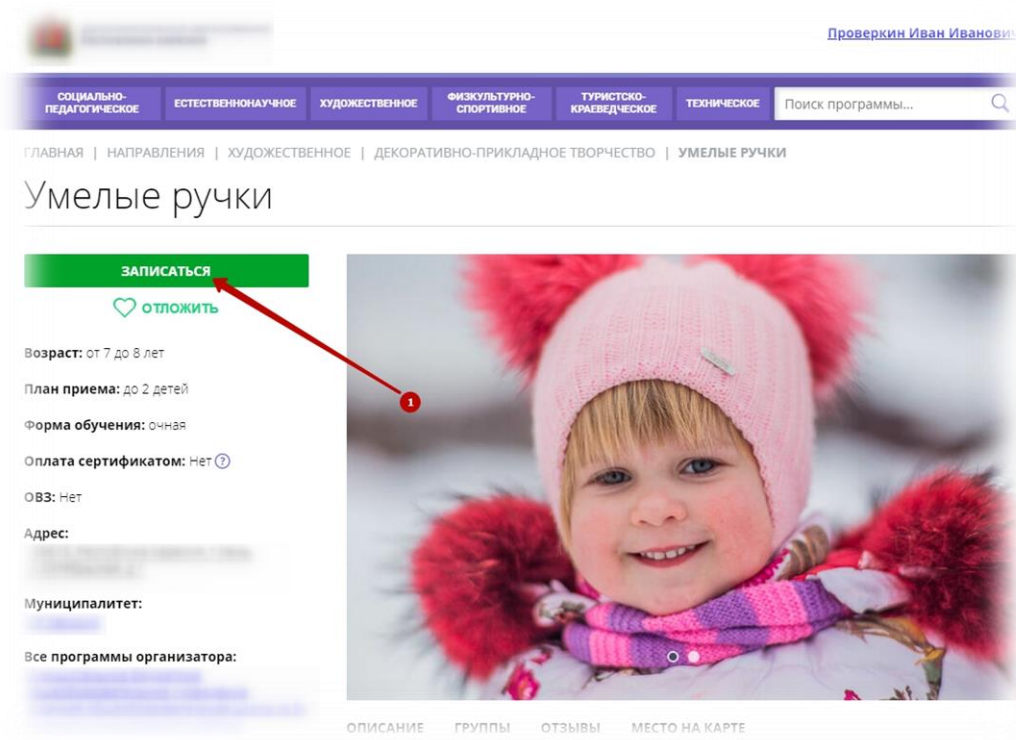 Проверкин Иван Иванович
СОЦИАЛЬНО-
ПЕДАГОГИЧЕСКОЕ
ЕСТЕСТВЕННОНАУЧНОЕ
ХУДОЖЕСТВЕННОЕ
ФИЗКУЛЬТУРНО-
СПОРТИВНОЕ
ТУРИСТСКО-
КРАЕВЕДЧЕСКОЕ
ТЕХНИЧЕСКОЕ
Поиск программы...
ГЛАВНАЯ | НАПРАВЛЕНИЯ | ХУДОЖЕСТВЕННОЕ | ДЕКОРАТИВНО-ПРИКЛАДНОЕ ТВОРЧЕСТВО | УМЕЛЫЕ РУЧКИ
Умелые ручки
ЗАПИСАТЬСЯ
ОТЛОЖИТЬ
Возраст: от 7 до 8 лет
План приема: до 2 детей
1
Форма обучения: очная
Оплата сертификатом: Нет ?
ОВЗ: Нет
Адрес:
Муниципалитет:
Все программы организатора:
ОПИСАНИЕ ГРУППЫ ОТЗЫВЫ МЕСТО НА КАРТЕ